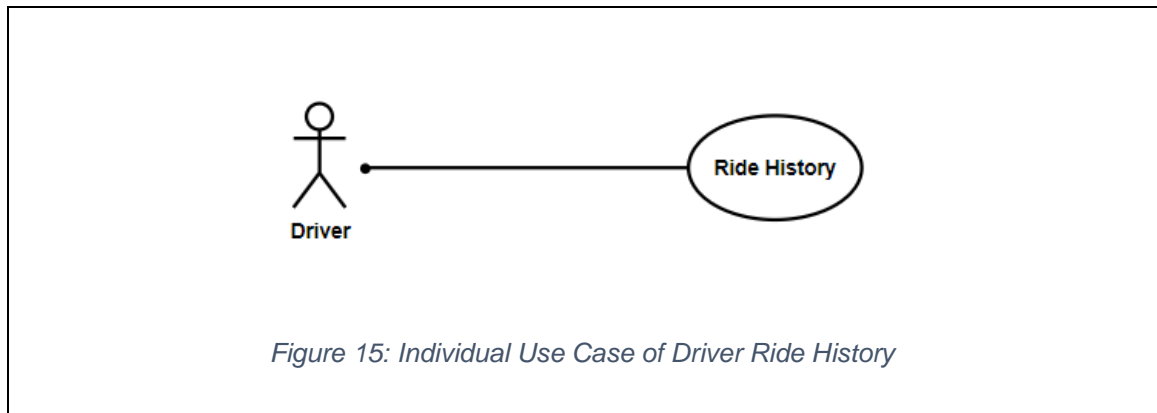 Ride History
Driver
Figure 15: Individual Use Case of Driver Ride History